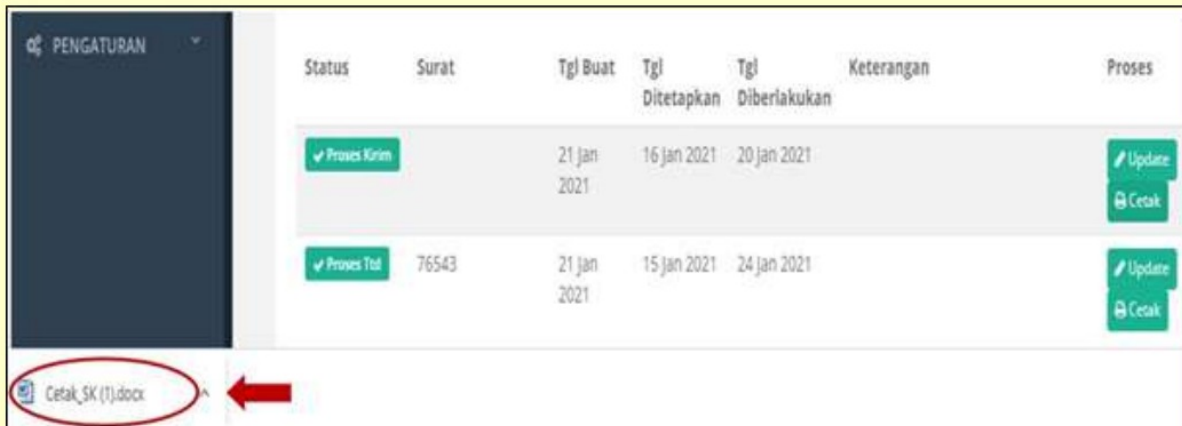 PENGATURAN
Status Surat Tgl Buat Tgl Ditetapkan Tgl Diberlakukan Keterangan Proses
Proses Kirim 21 Jan 2021 16 Jan 2021 20 Jan 2021 Update
Cetak
Proses Ttd 76543 21 Jan 2021 15 Jan 2021 24 Jan 2021 Update
Cetak
Cetak_SK (1).docx